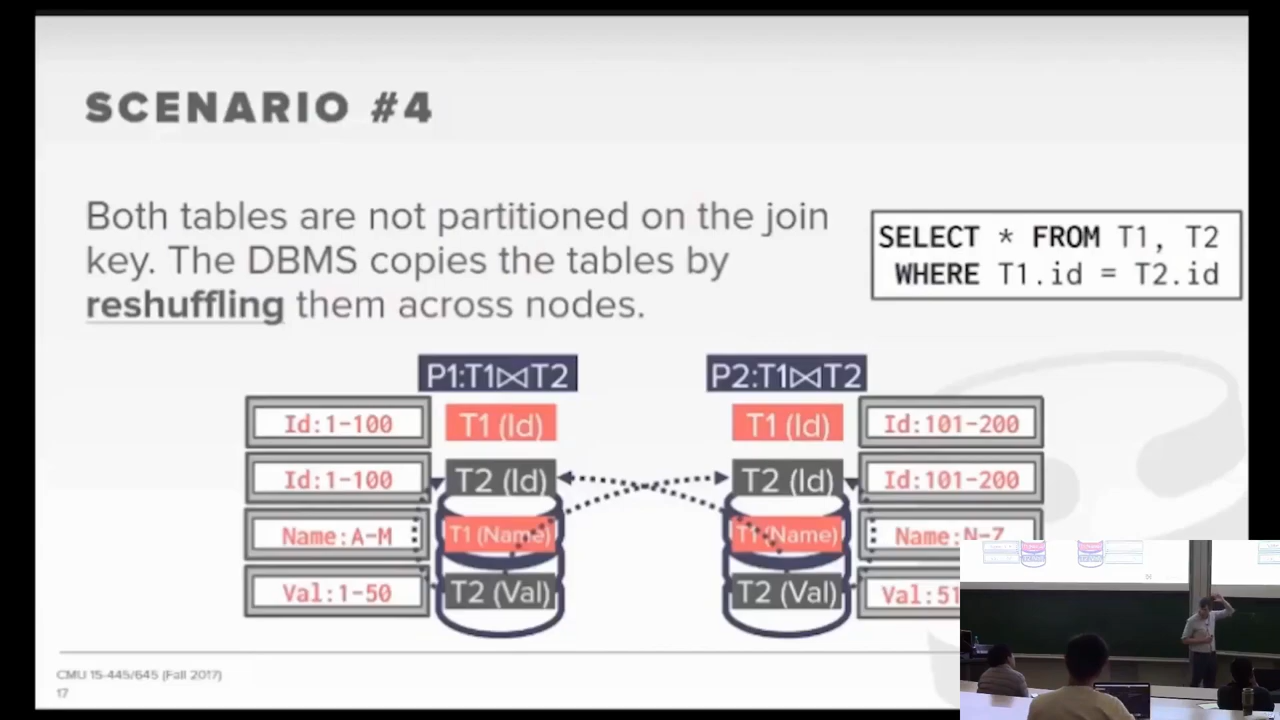 SCENARIO #4
Both tables are not partitioned on the join
key. The DBMS copies the tables by
reshuffling them across nodes.
SELECT * FROM T1, T2
WHERE T1.id = T2.id
P1:T1⋈T2
P2:T1⋈T2
Id:1-100
T1 (Id)
T1 (Id)
Id:101-200
Id:1-100
T2 (Id)
T2 (Id)
Id:101-200
Name:A-M
T1 (Name)
T1 (Name)
Name:N-Z
Val:1-50
T2 (Val)
T2 (Val)
Val:51
CMU 15-445/645 (Fall 2017)
17